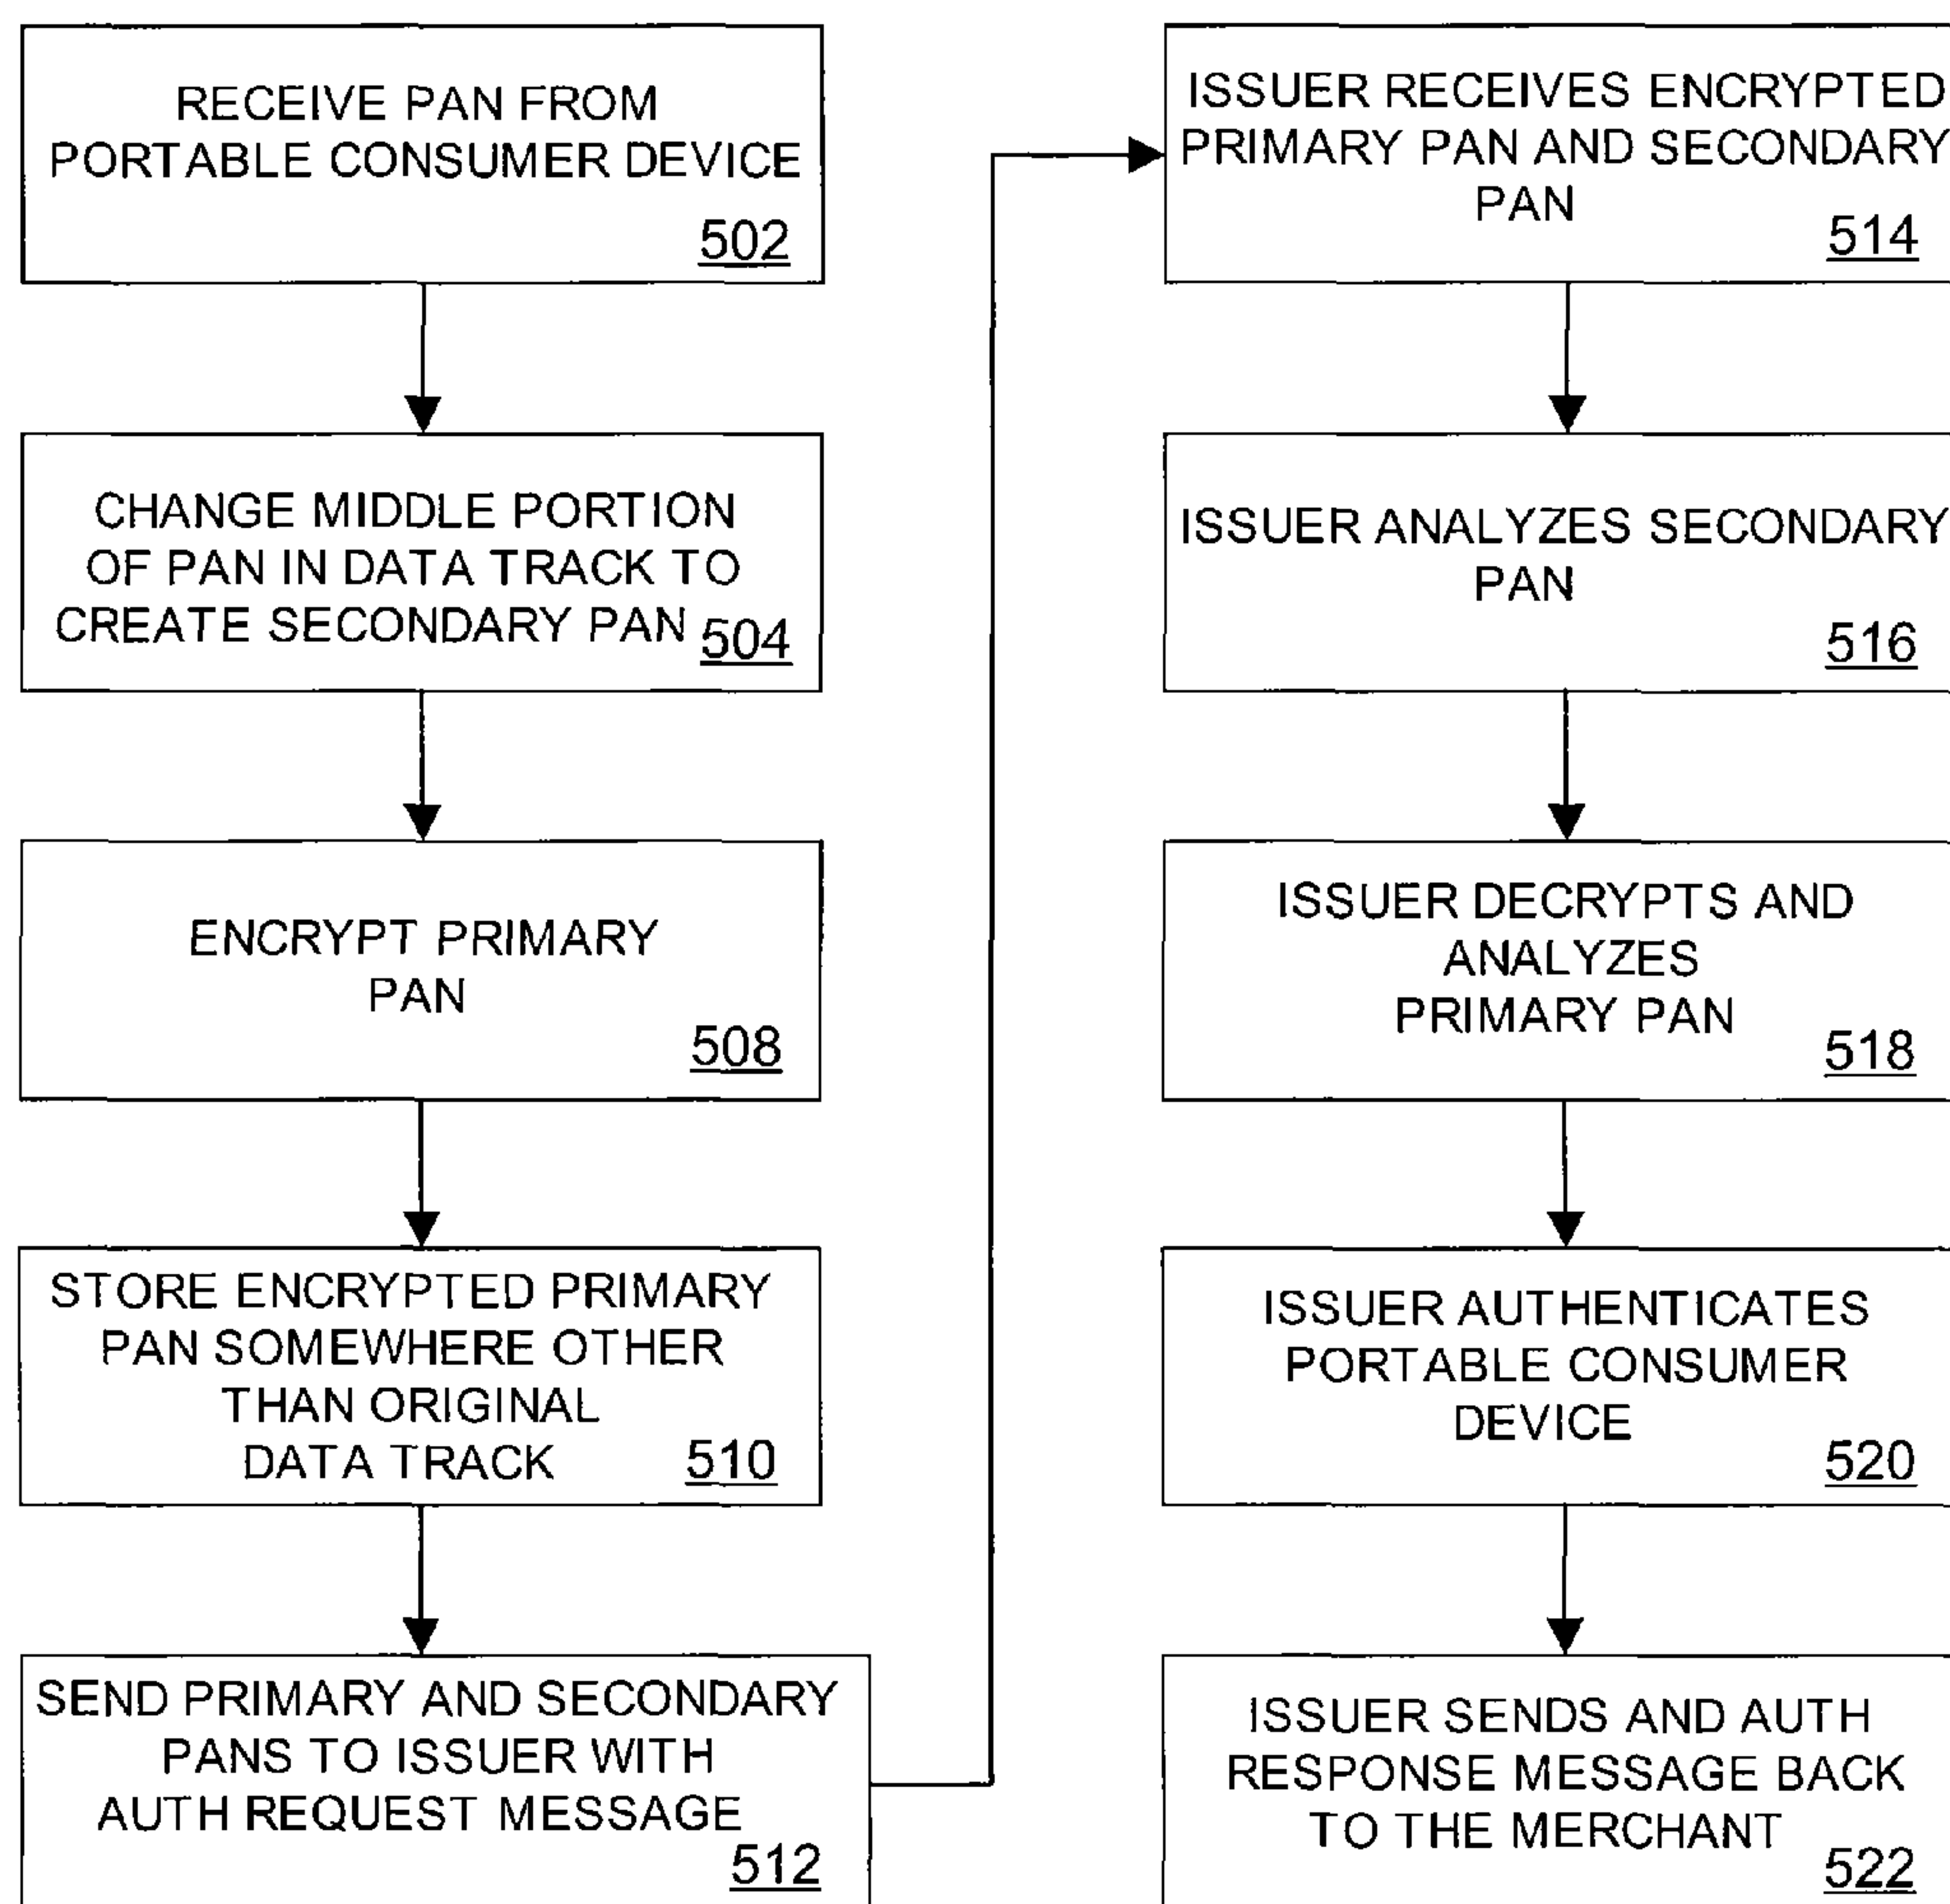 RECEIVE PAN FROM
PORTABLE CONSUMER DEVICE
502
CHANGE MIDDLE PORTION
OF PAN IN DATA TRACK TO
CREATE SECONDARY PAN 504
ENCRYPT PRIMARY
PAN
508
STORE ENCRYPTED PRIMARY
PAN SOMEWHERE OTHER
THAN ORIGINAL
DATA TRACK 510
SEND PRIMARY AND SECONDARY
PANS TO ISSUER WITH
AUTH REQUEST MESSAGE
512
ISSUER RECEIVES ENCRYPTED
PRIMARY PAN AND SECONDARY
PAN
514
ISSUER ANALYZES SECONDARY
PAN
516
ISSUER DECRYPTS AND
ANALYZES
PRIMARY PAN
518
ISSUER AUTHENTICATES
PORTABLE CONSUMER
DEVICE
520
ISSUER SENDS AND AUTH
RESPONSE MESSAGE BACK
TO THE MERCHANT
522